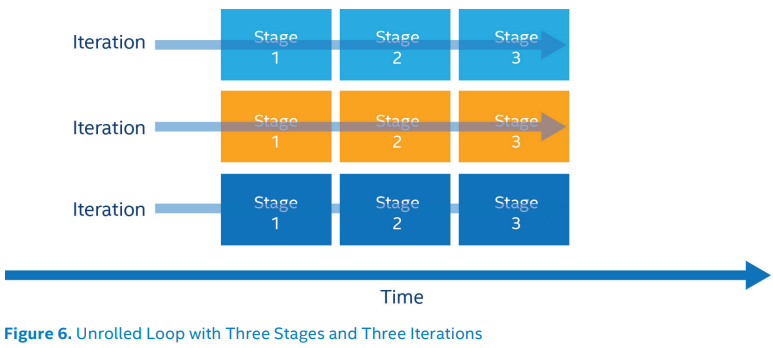 Iteration
Stage Stage Stage
1 2 3
Iteration
Stage Stage Stage
1 2 3
Iteration
Stage Stage Stage
1 2 3
Time
Figure 6. Unrolled Loop with Three Stages and Three Iterations